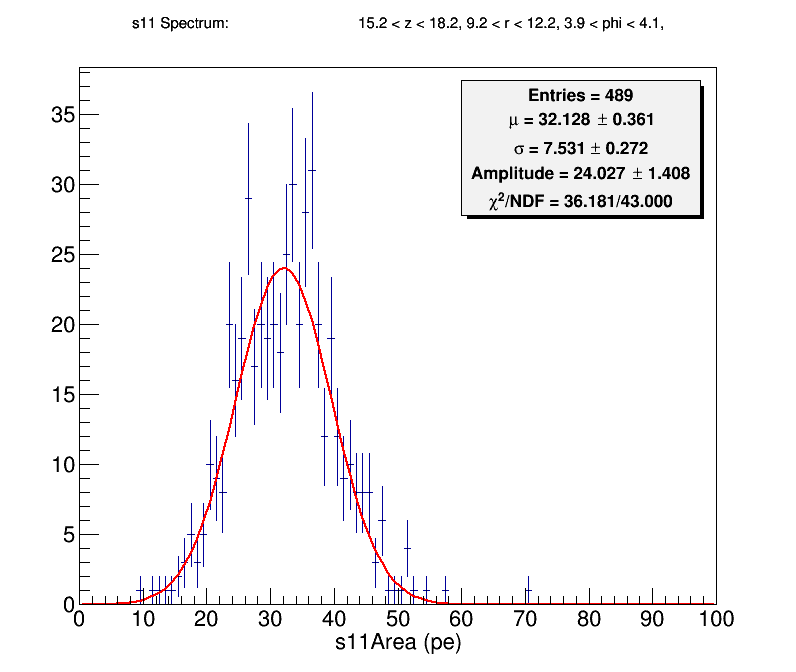 s11 Spectrum: 15.2 < z < 18.2, 9.2 < r < 12.2, 3.9 < phi < 4.1,
Entries = 489
μ = 32.128 ± 0.361
σ = 7.531 ± 0.272
Amplitude = 24.027 ± 1.408
χ²/NDF = 36.181/43.000
35
30
25
20
15
10
5
0
0 10 20 30 40 50 60 70 80 90 100
s11Area (pe)